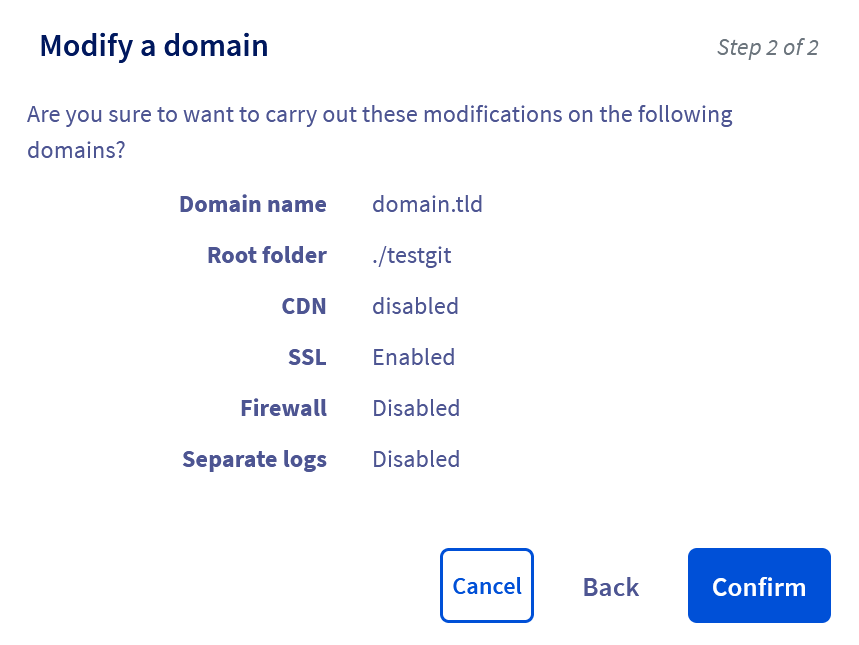 Modify a domain
Step 2 of 2
Are you sure to want to carry out these modifications on the following
domains?
Domain name domain.tld
Root folder ./testgit
CDN disabled
SSL Enabled
Firewall Disabled
Separate logs Disabled
Cancel Back Confirm